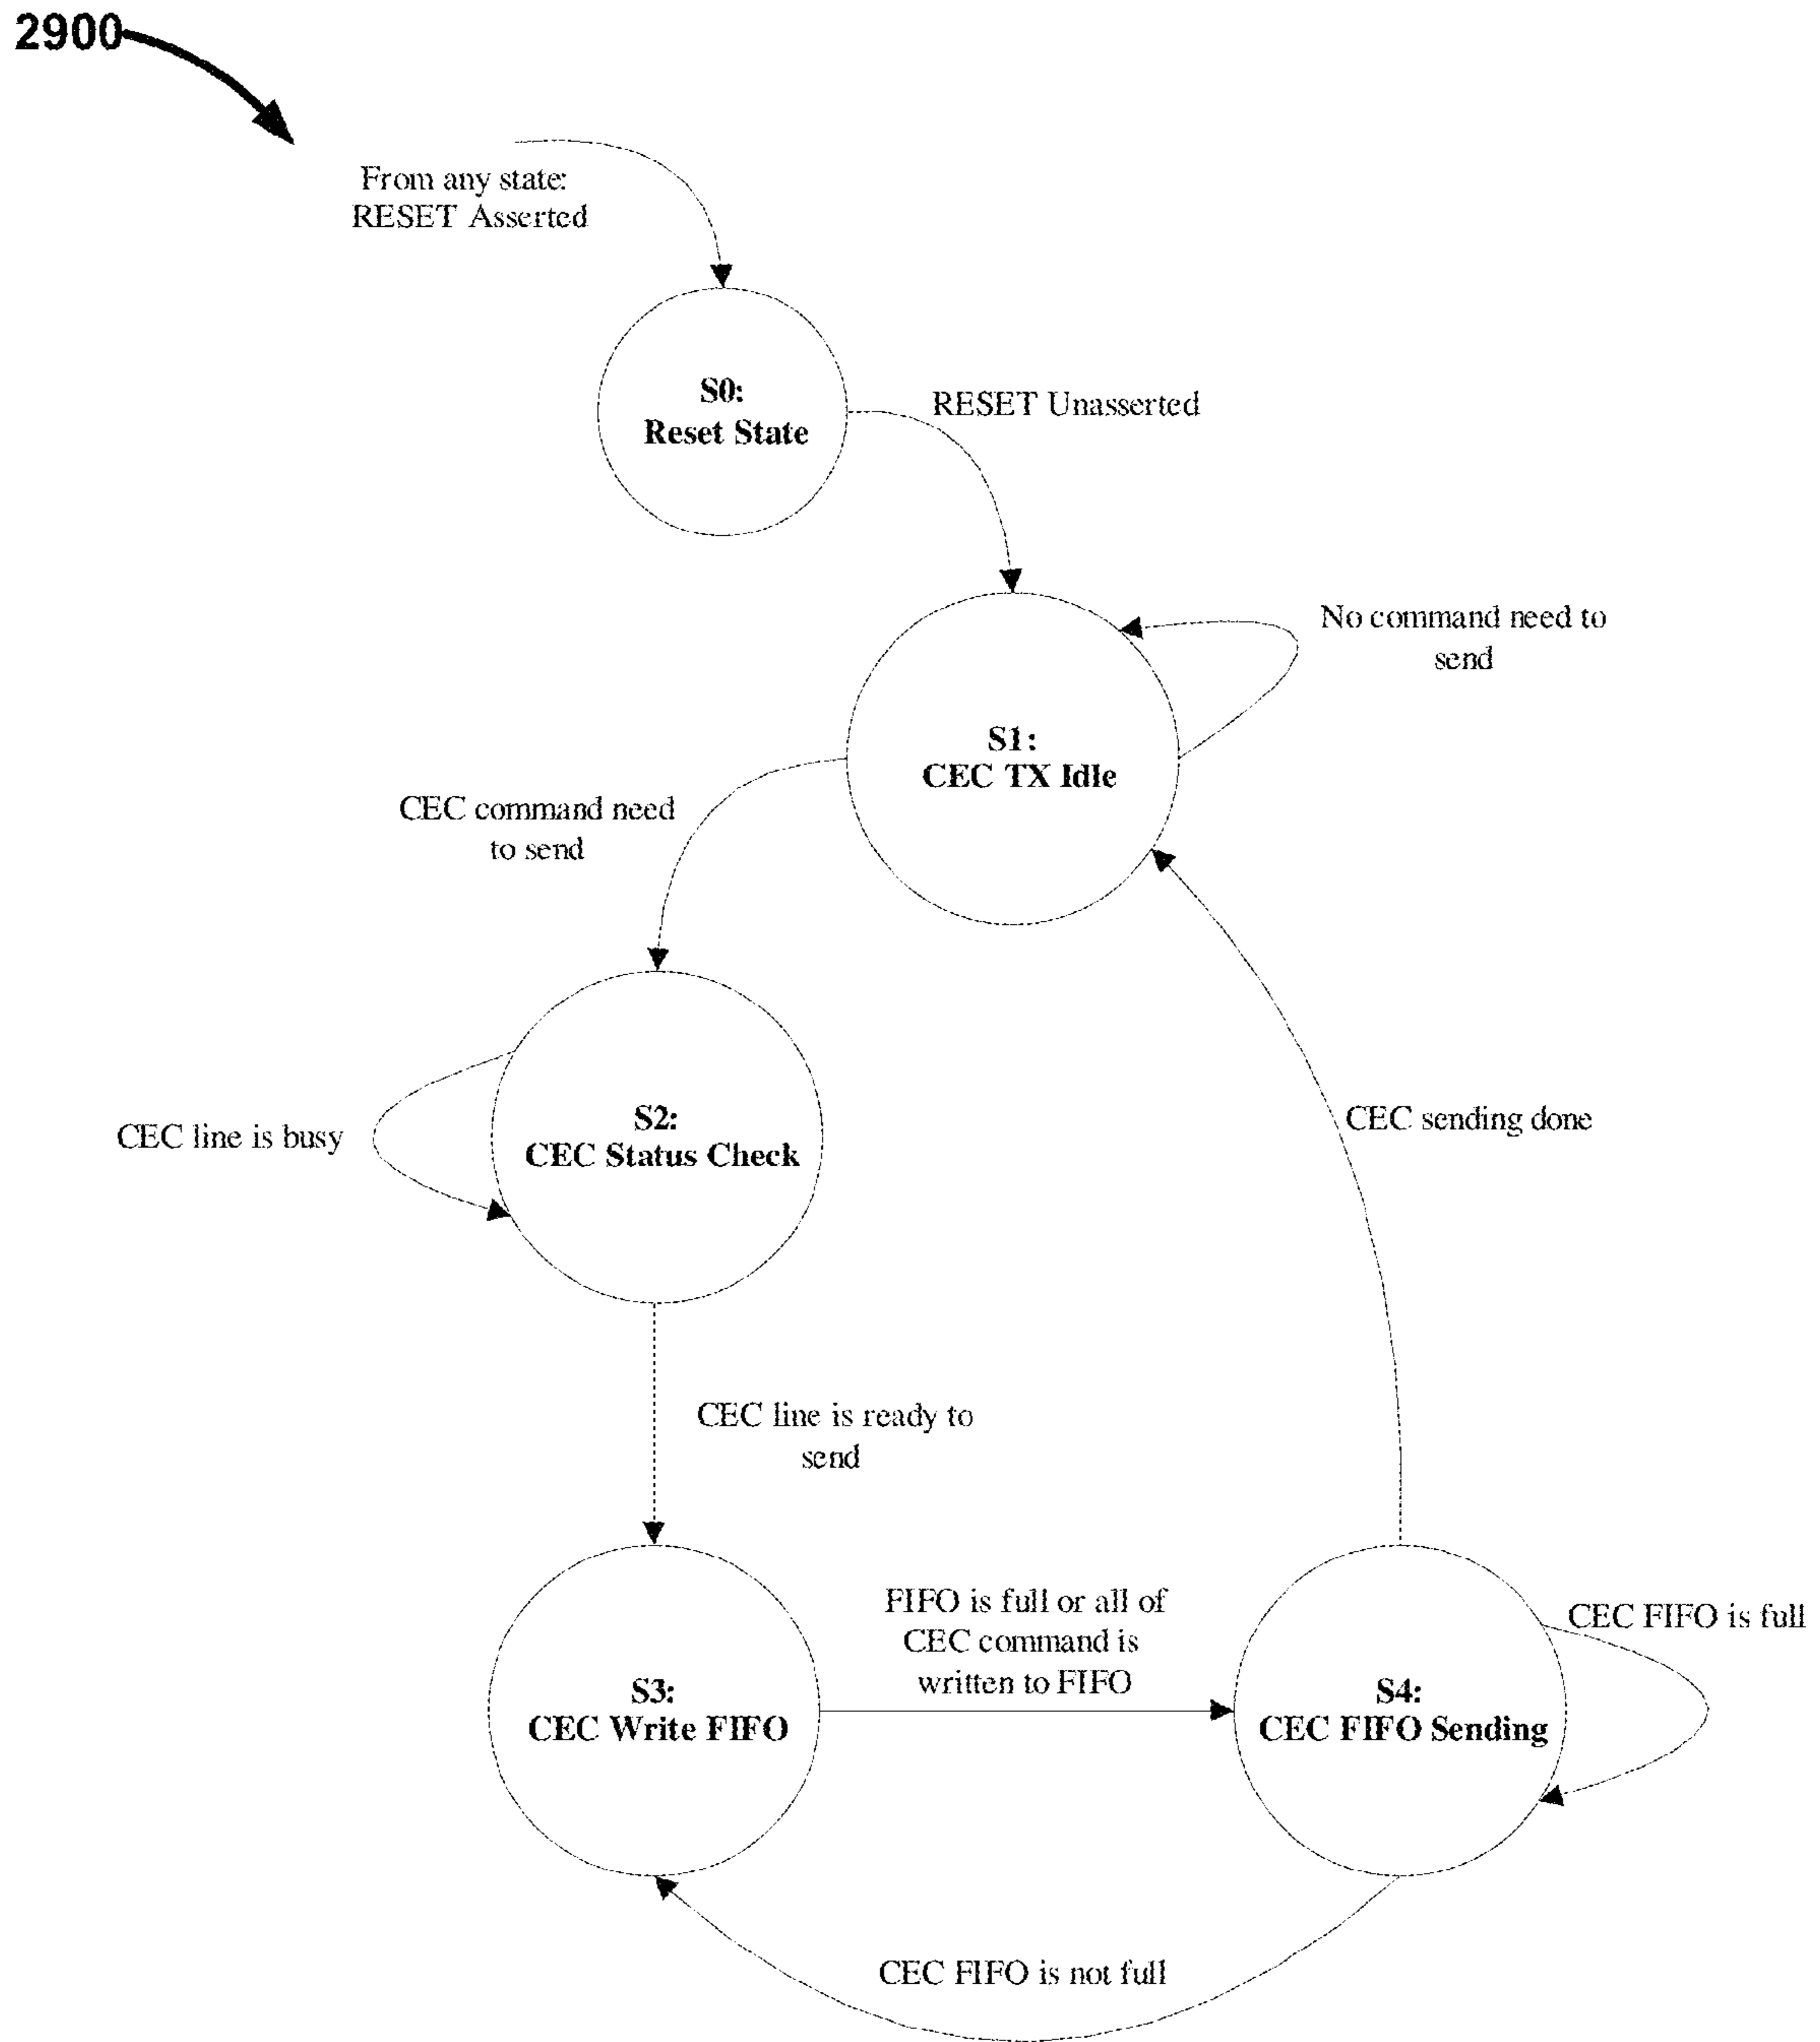 2900
From any state:
RESET Asserted
S0:
Reset State
RESET Unasserted
No command need to
send
S1:
CEC TX Idle
CEC command need
to send
S2:
CEC Status Check
CEC line is busy
CEC sending done
CEC line is ready to
send
FIFO is full or all of
CEC command is
written to FIFO
CEC FIFO is full
S3:
CEC Write FIFO
S4:
CEC FIFO Sending
CEC FIFO is not full